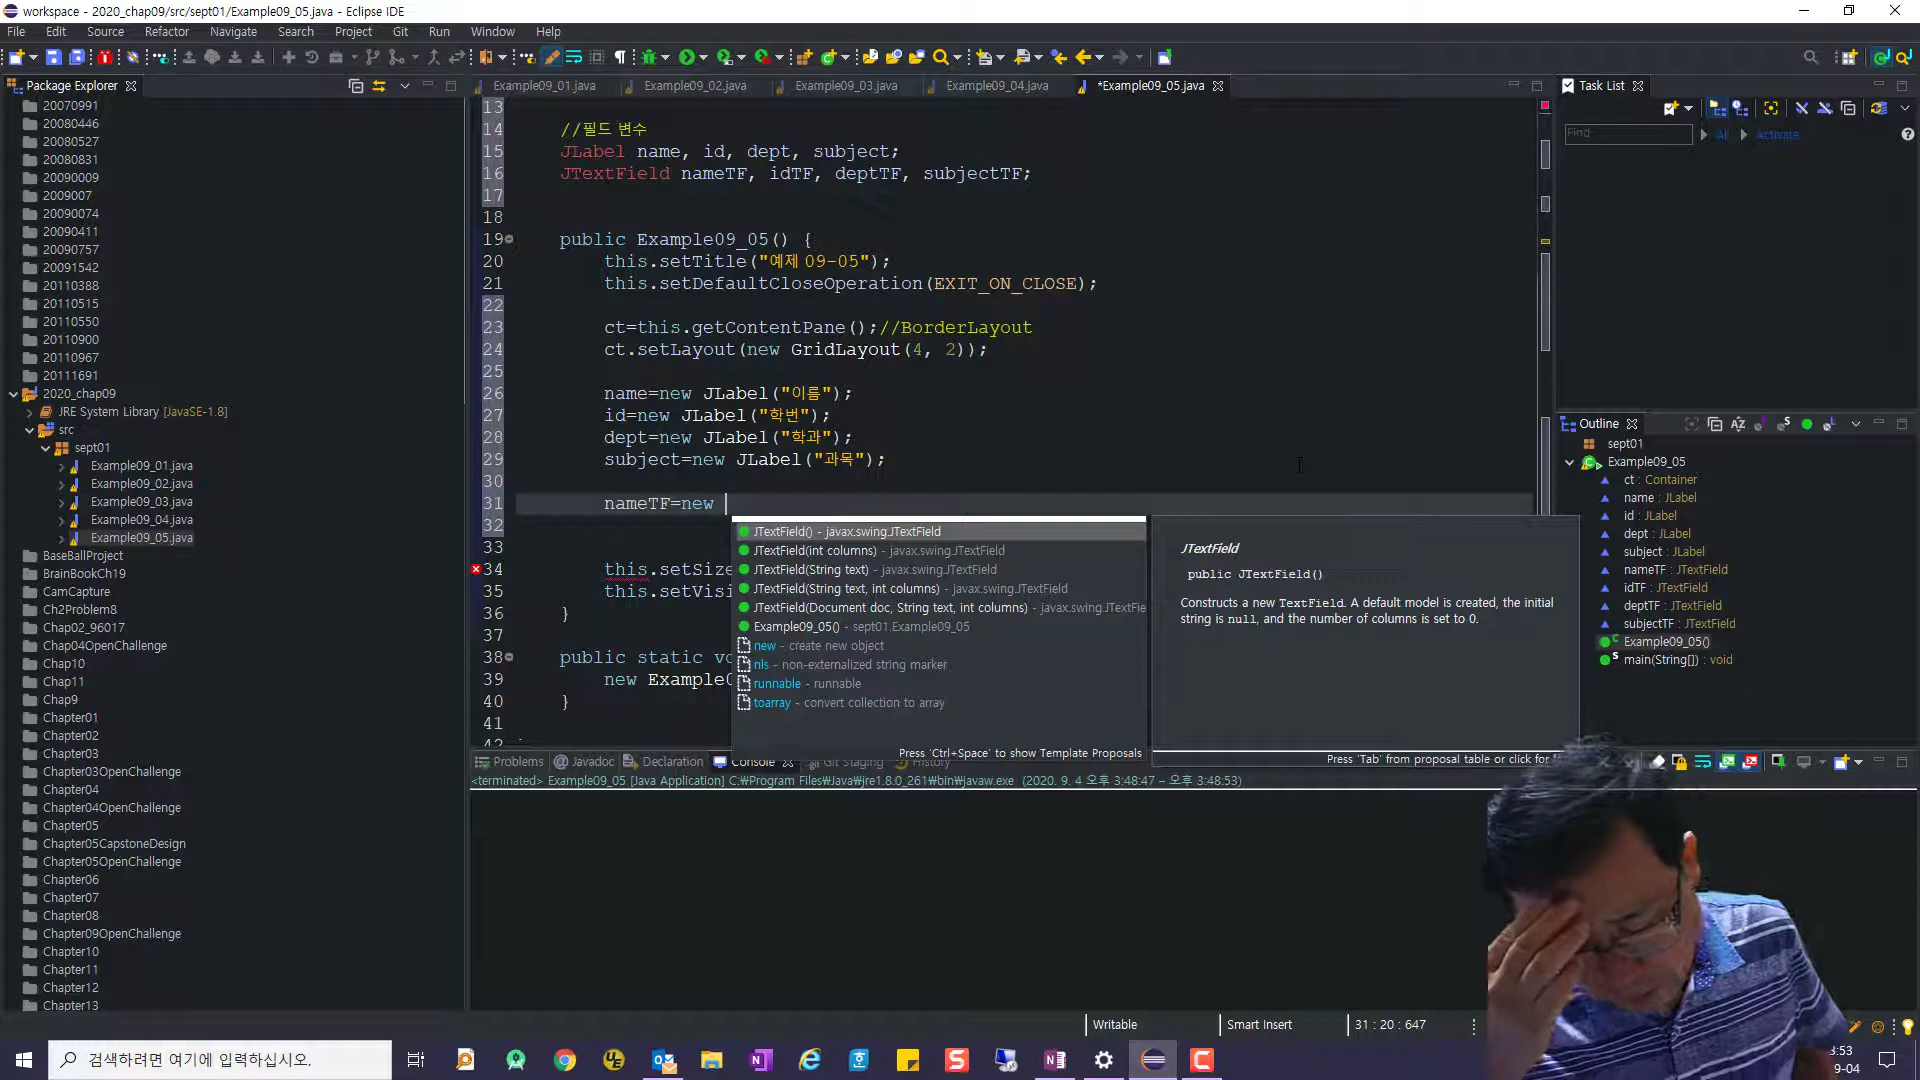 workspace - 2020_chap09/src/sept01/Example09_05.java - Eclipse IDE
File Edit Source Refactor Navigate Search Project Git Run Window Help
Package Explorer
20070991
20080446
20080527
20080831
20090009
2009007
20090074
20090411
20090757
20091542
20110388
20110515
20110550
20110900
20110967
20111691
2020_chap09
JRE System Library [JavaSE-1.8]
src
sept01
Example09_01.java
Example09_02.java
Example09_03.java
Example09_04.java
Example09_05.java
BaseBallProject
BrainBookCh19
CamCapture
Ch2Problem8
Chap02_96017
Chap04OpenChallenge
Chap10
Chap11
Chap9
Chapter01
Chapter02
Chapter03
Chapter03OpenChallenge
Chapter04
Chapter04OpenChallenge
Chapter05
Chapter05CapstoneDesign
Chapter05OpenChallenge
Chapter06
Chapter07
Chapter08
Chapter09OpenChallenge
Chapter10
Chapter11
Chapter12
Chapter13
Example09_01.java Example09_02.java Example09_03.java Example09_04.java *Example09_05.java
13
14 //필드 변수
15 JLabel name, id, dept, subject;
16 JTextField nameTF, idTF, deptTF, subjectTF;
17
18
19 public Example09_05() {
20 this.setTitle("예제 09-05");
21 this.setDefaultCloseOperation(EXIT_ON_CLOSE);
22
23 ct=this.getContentPane();//BorderLayout
24 ct.setLayout(new GridLayout(4, 2));
25
26 name=new JLabel("이름");
27 id=new JLabel("학번");
28 dept=new JLabel("학과");
29 subject=new JLabel("과목");
30
31 nameTF=new
32
33
34 this.setSize
35 this.setVisi
36 }
37
38 public static vo
39 new Example0
40 }
41
42
JTextField() - javax.swing.JTextField
JTextField(int columns) - javax.swing.JTextField
JTextField(String text) - javax.swing.JTextField
JTextField(String text, int columns) - javax.swing.JTextField
JTextField(Document doc, String text, int columns) - javax.swing.JTextFie
Example09_05() - sept01.Example09_05
new - create new object
nls - non-externalized string marker
runnable - runnable
toarray - convert collection to array
Press 'Ctrl+Space' to show Template Proposals
JTextField
public JTextField()
Constructs a new TextField. A default model is created, the initial
string is null, and the number of columns is set to 0.
Press 'Tab' from proposal table or click for
Task List
Find
All Activate...
Outline
sept01
Example09_05
ct : Container
name : JLabel
id : JLabel
dept : JLabel
subject : JLabel
nameTF : JTextField
idTF : JTextField
deptTF : JTextField
subjectTF : JTextField
Example09_05()
main(String[]) : void
Problems @ Javadoc Declaration Console Git Staging History
<terminated> Example09_05 [Java Application] C:₩Program Files₩Java₩jre1.8.0_261₩bin₩javaw.exe (2020. 9. 4 오후 3:48:47 – 오후 3:48:53)
Writable Smart Insert 31 : 20 : 647
검색하려면 여기에 입력하십시오.
3:53
9-04